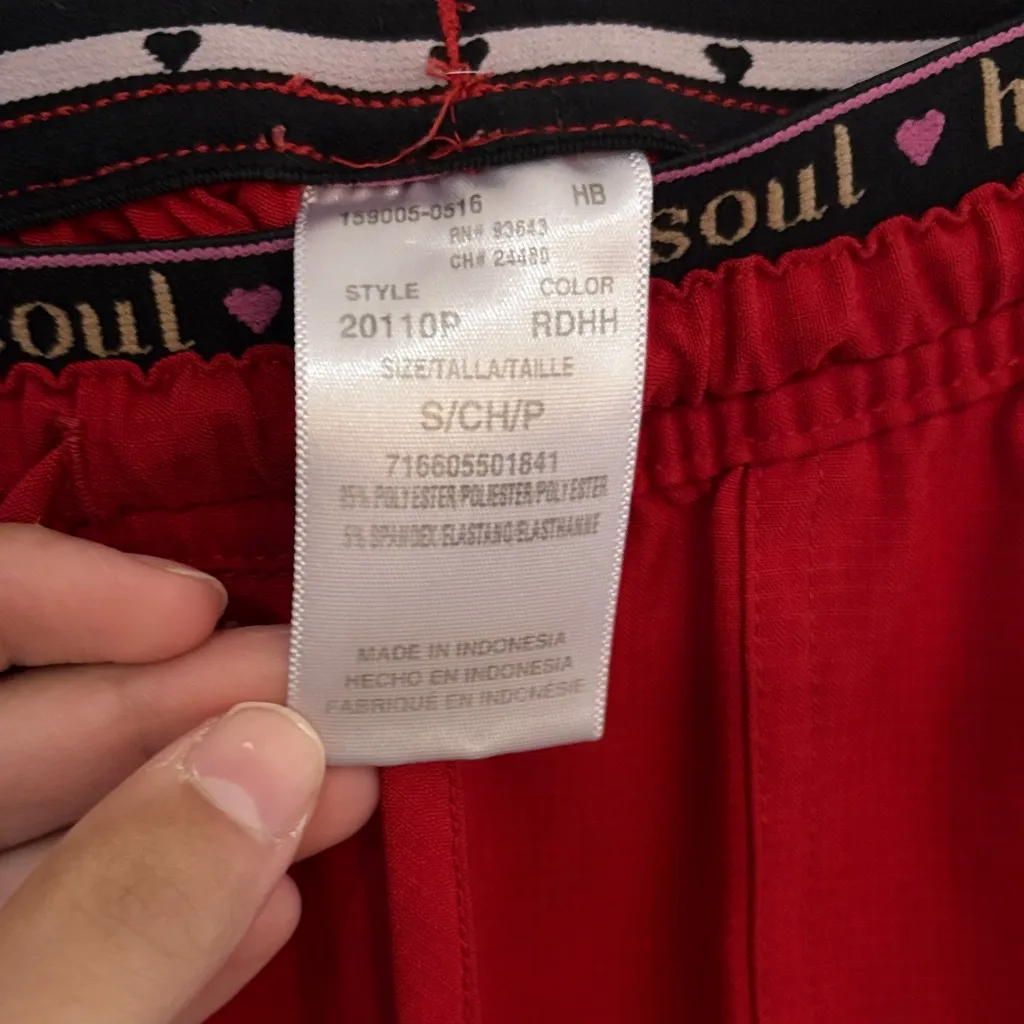 159005-0516 HB
RN# 93643
CH# 24480
STYLE COLOR
20110P RDHH
SIZE/TALLA/TAILLE
S/CH/P
716605501841
95% POLYESTER/POLIESTER/POLYESTER
5% SPANDEX/ELASTANO/ELASTHANNE
MADE IN INDONESIA
HECHO EN INDONESIA
FABRIQUÉ EN INDONÉSIE
soul h
soul